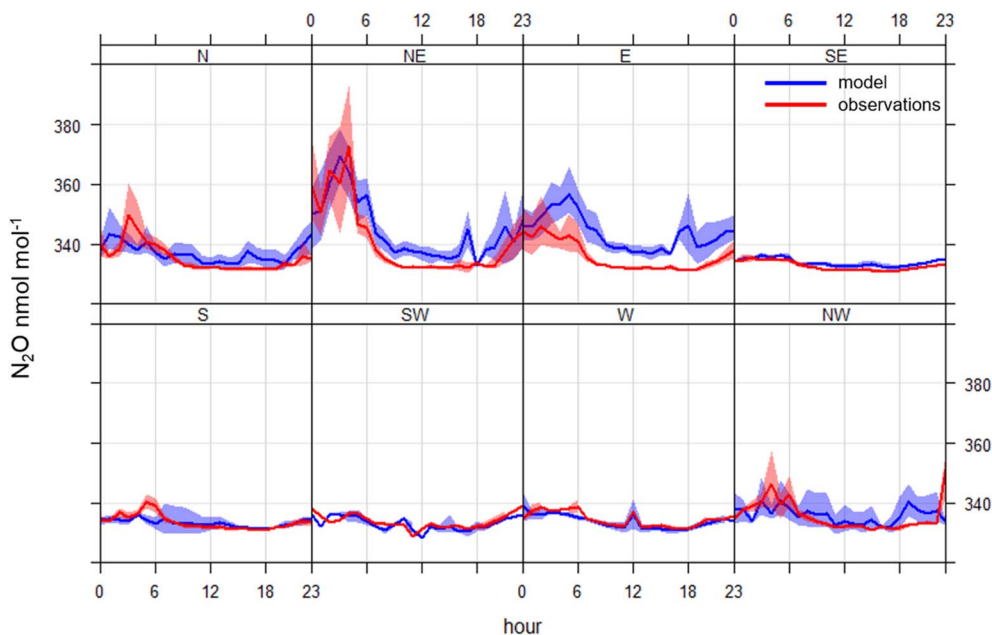 0 6 12 18 23 0 6 12 18 23
N NE E SE
model
observations
380
360
340
S SW W NW
N₂O nmol mol⁻¹
380
360
340
0 6 12 18 23 0 6 12 18 23
hour